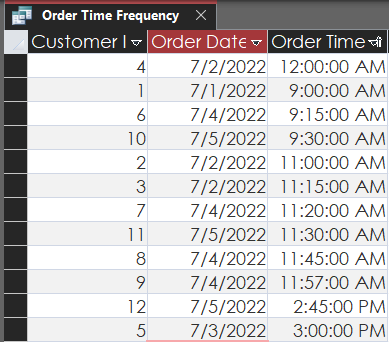 Order Time Frequency
Customer I Order Date Order Time
4 7/2/2022 12:00:00 AM
1 7/1/2022 9:00:00 AM
6 7/4/2022 9:15:00 AM
10 7/5/2022 9:30:00 AM
2 7/2/2022 11:00:00 AM
3 7/2/2022 11:15:00 AM
7 7/4/2022 11:20:00 AM
11 7/5/2022 11:30:00 AM
8 7/4/2022 11:45:00 AM
9 7/4/2022 11:57:00 AM
12 7/5/2022 2:45:00 PM
5 7/3/2022 3:00:00 PM